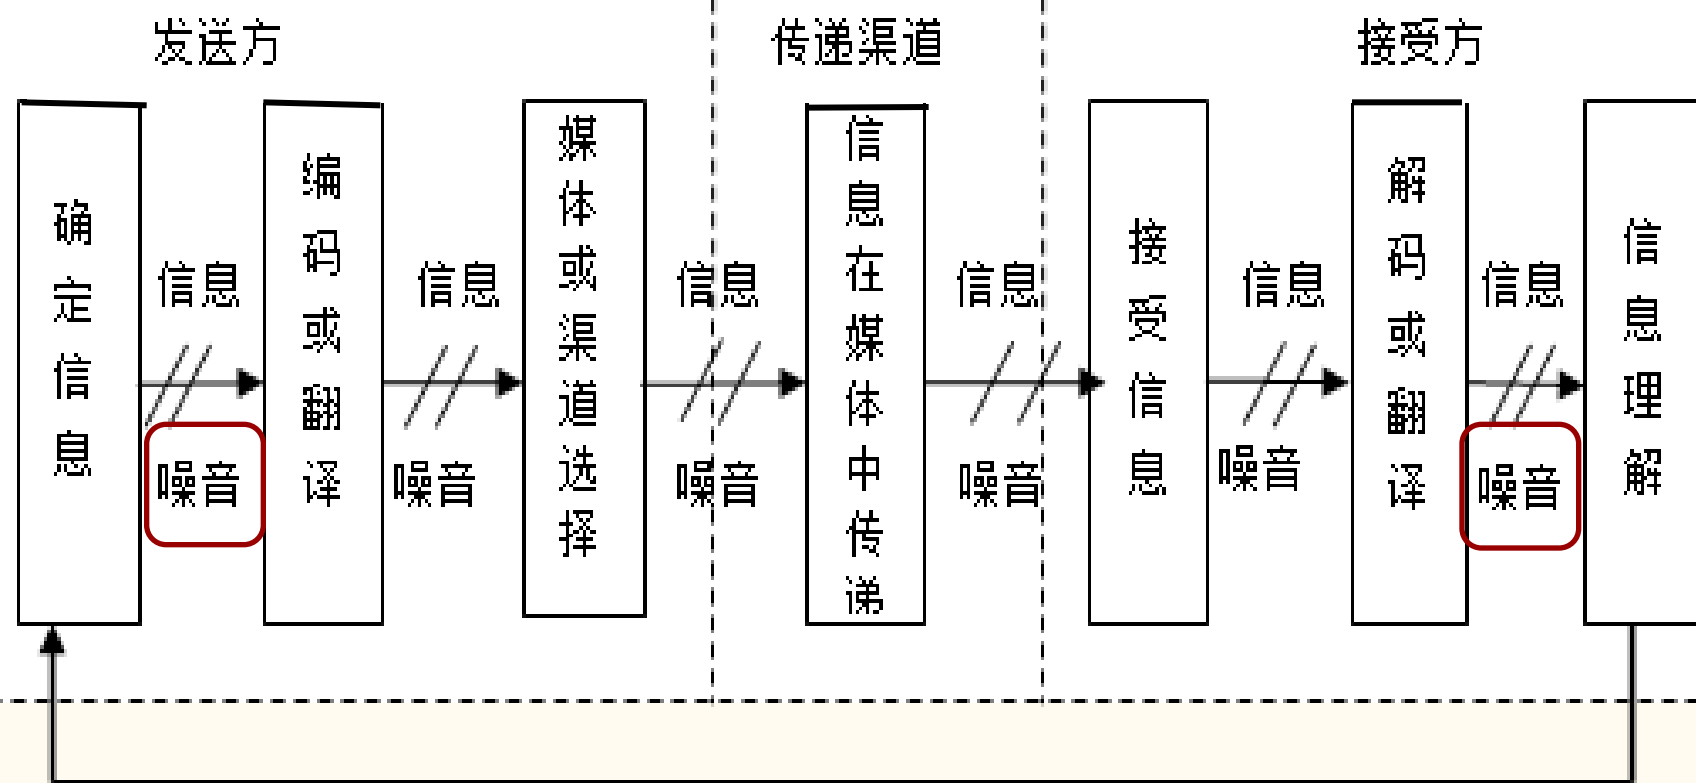 发送方
传递渠道
接受方
确定信息
信息
噪音
编码或翻译
信息
噪音
媒体或渠道选择
信息
噪音
信息在媒体中传递
信息
噪音
接受信息
信息
噪音
解码或翻译
信息
噪音
信息理解